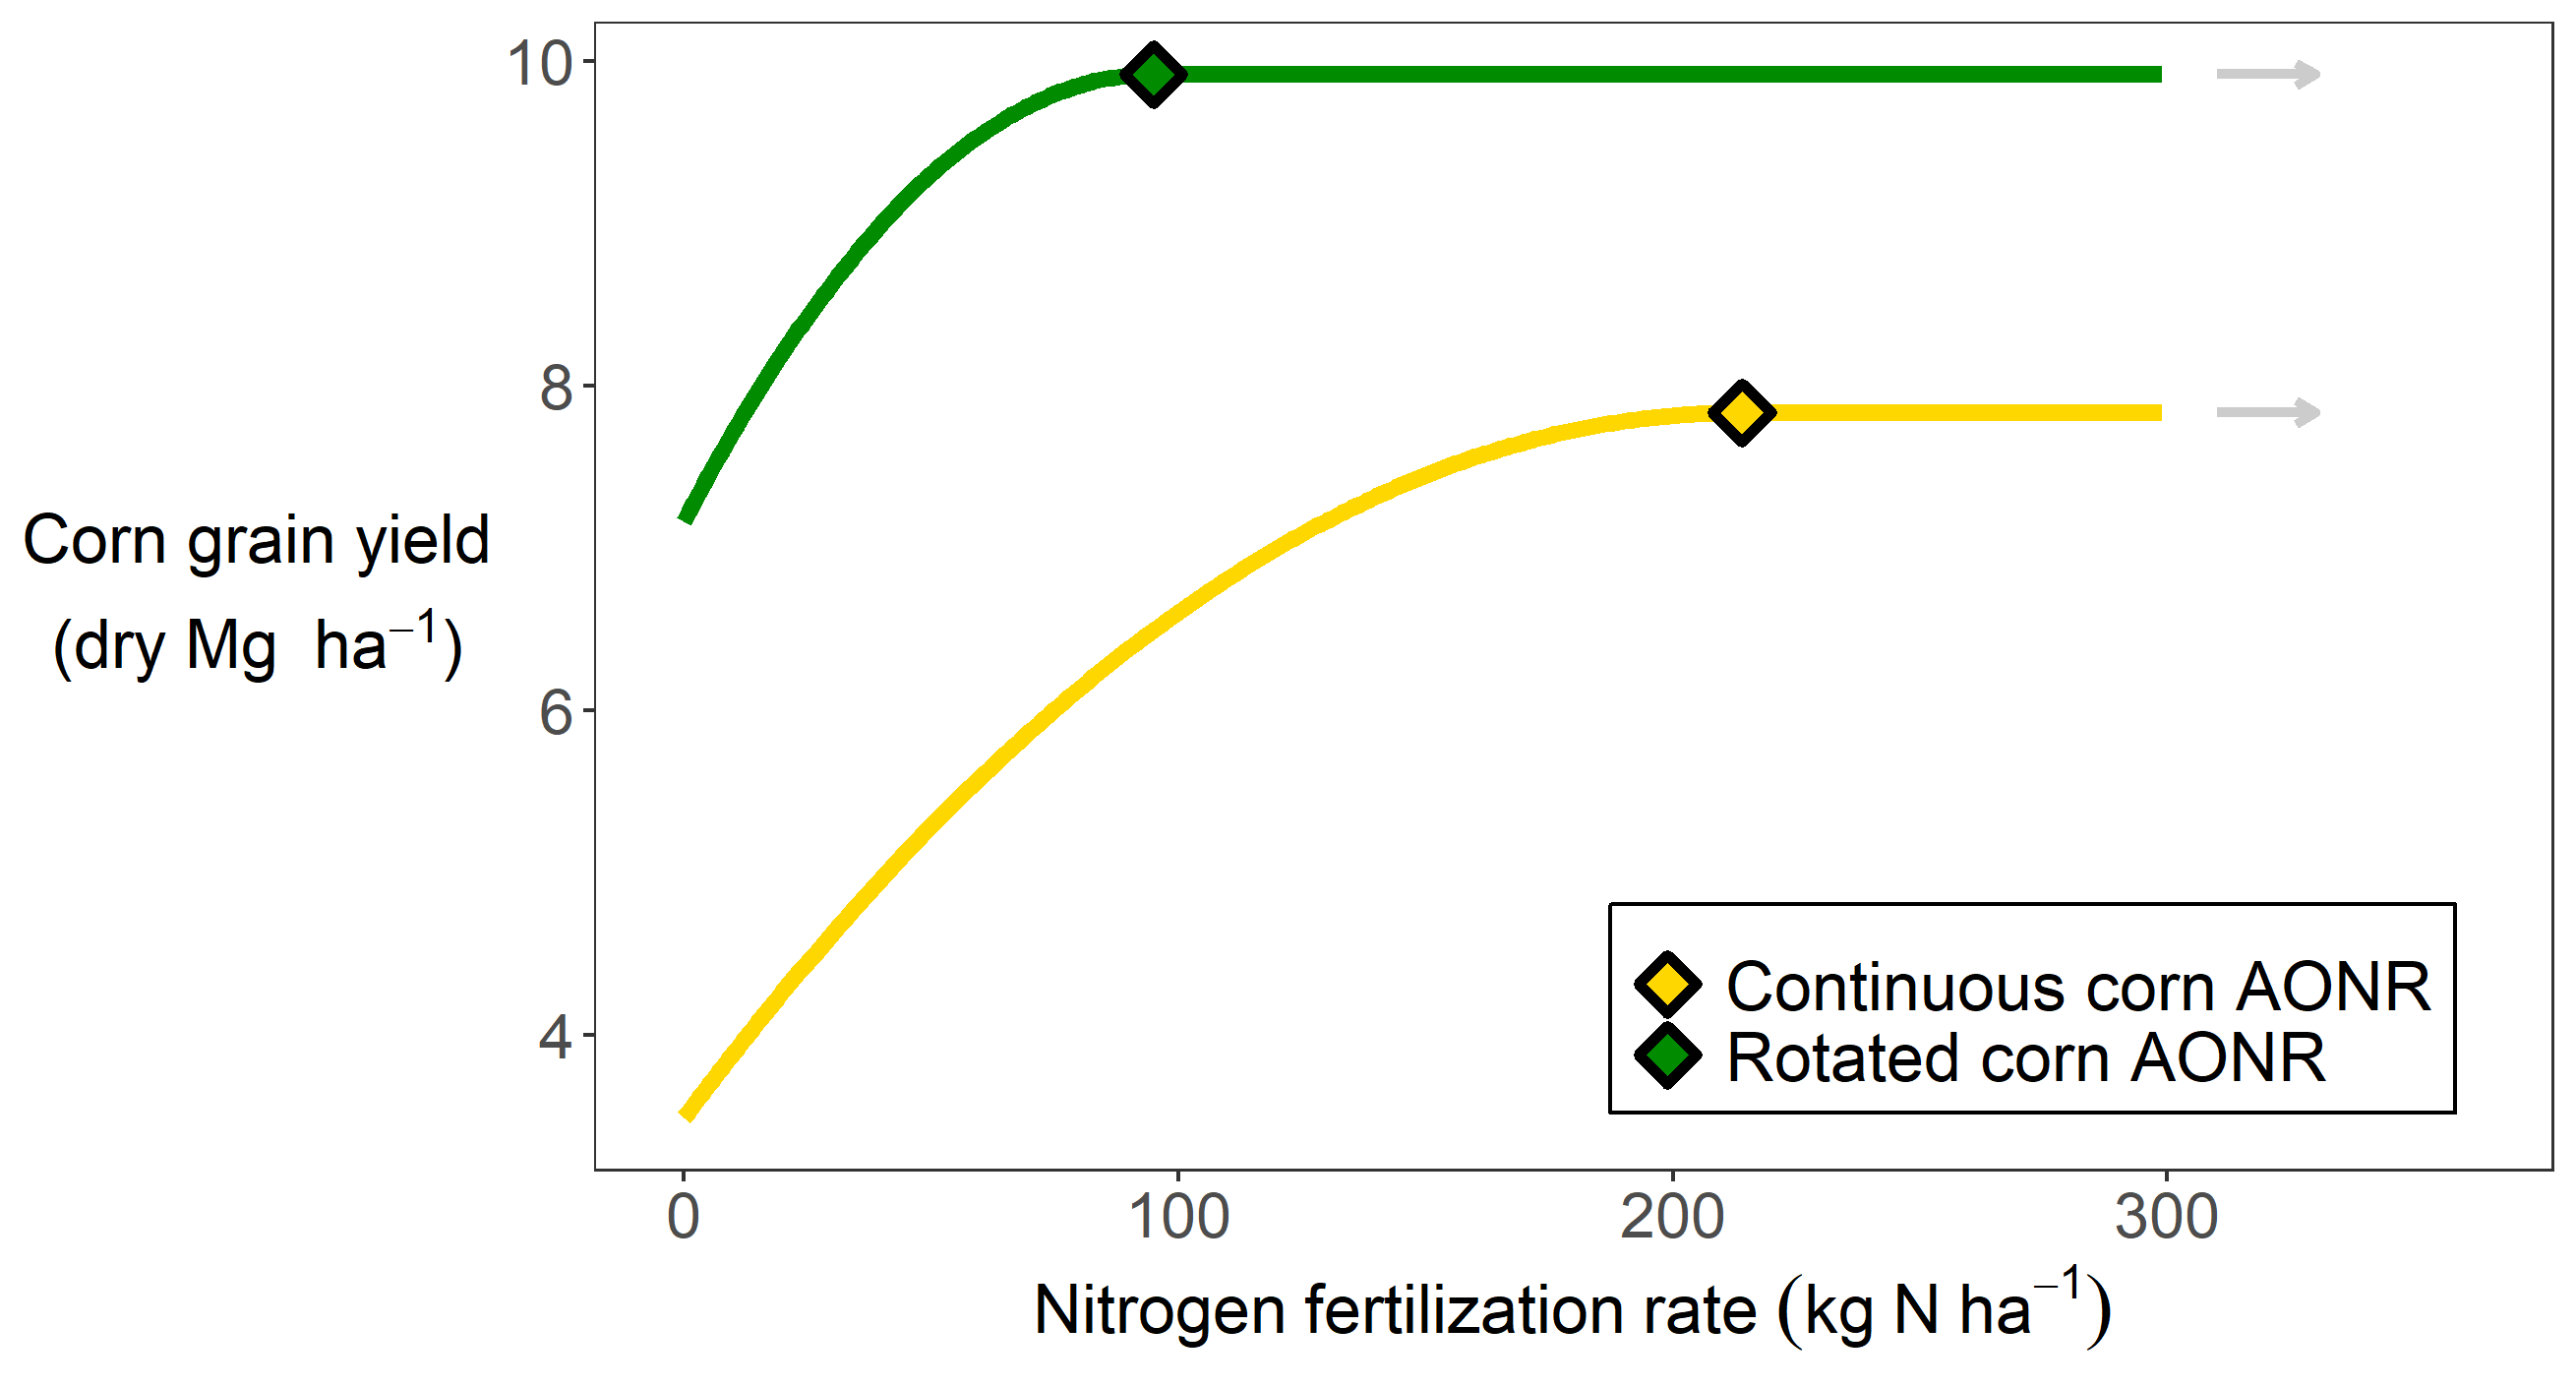 10
8
6
4
Corn grain yield
(dry Mg ha⁻¹)
Continuous corn AONR
Rotated corn AONR
0 100 200 300
Nitrogen fertilization rate (kg N ha⁻¹)